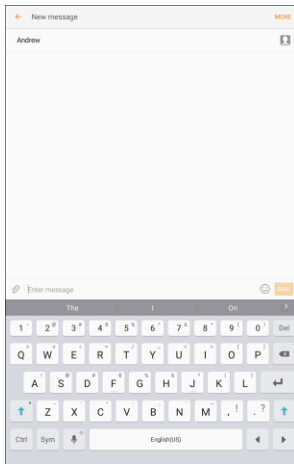 ← New message MORE
Andrew
Enter message SEND
The I On >
1 2 3 4 5 6 7 8 9 0 Del
Q W E R T Y U I O P
A S D F G H J K L
Z X C V B N M , ! . ?
Ctrl Sym English(US)